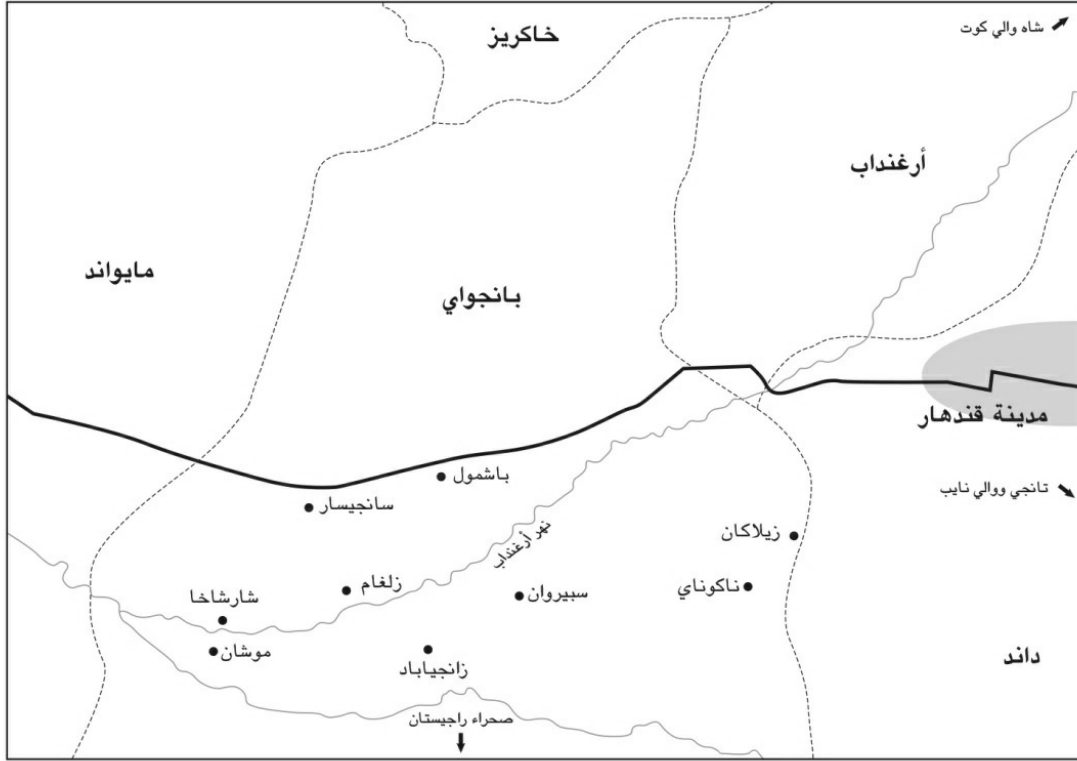 شاه والي كوت
خاكريز
أرغنداب
مايواند
بانجواي
مدينة قندهار
باشمول
تانجي ووالي نايب
سانجيسار
زيلاكان
نهر أرغنداب
زلغام
سبيروان
ناكوناي
شارشاخا
موشان
زانجياباد
داند
صحراء راجيستان